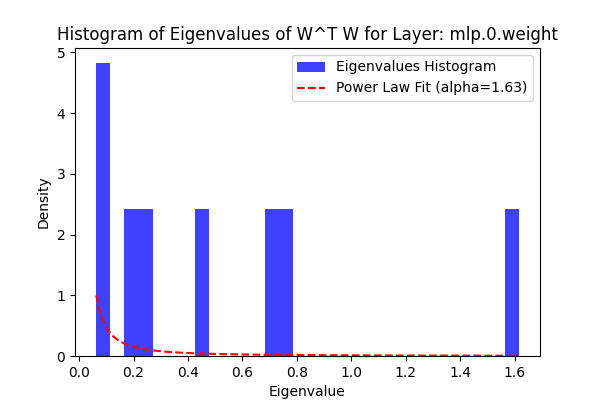 Histogram of Eigenvalues of W^T W for Layer: mlp.0.weight
Eigenvalues Histogram
Power Law Fit (alpha=1.63)
Density
5
4
3
2
1
0
0.0 0.2 0.4 0.6 0.8 1.0 1.2 1.4 1.6
Eigenvalue